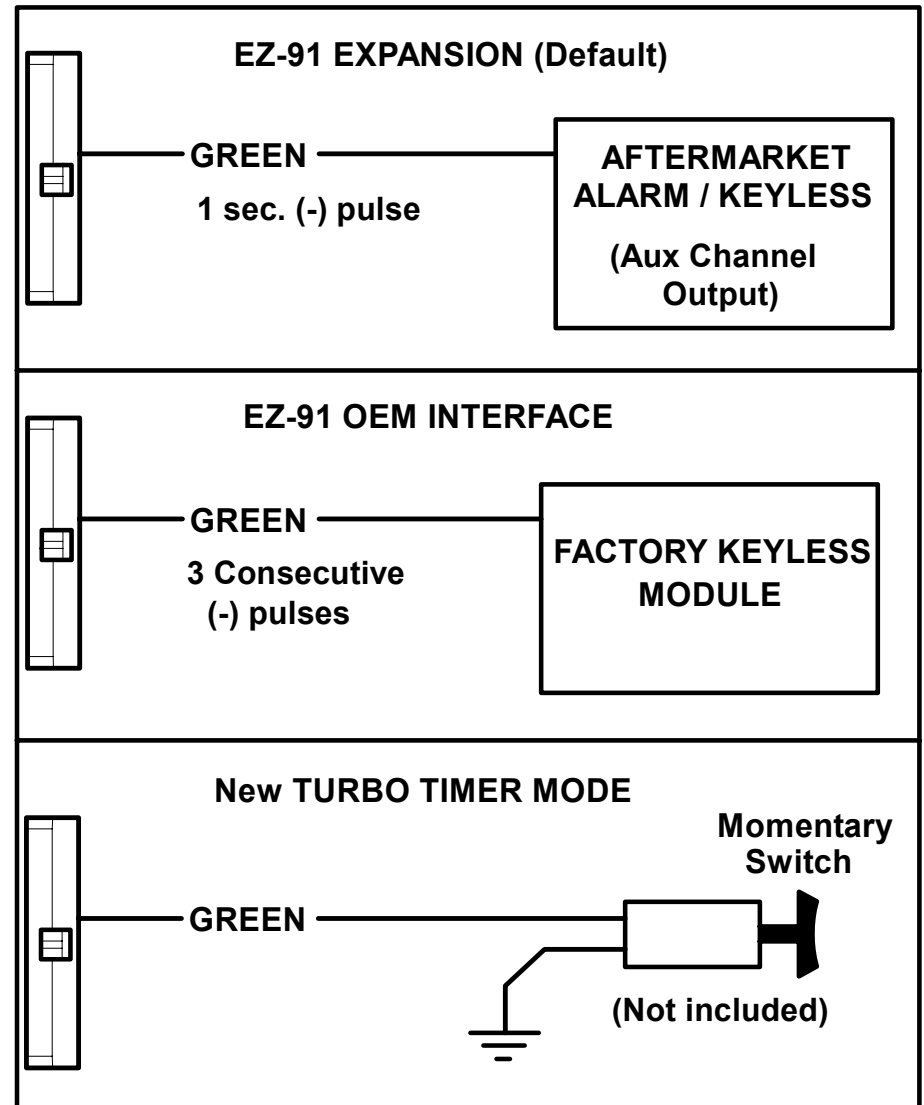 EZ-91 EXPANSION (Default)
GREEN
1 sec. (-) pulse
AFTERMARKET
ALARM / KEYLESS
(Aux Channel
Output)
EZ-91 OEM INTERFACE
GREEN
3 Consecutive
(-) pulses
FACTORY KEYLESS
MODULE
New TURBO TIMER MODE
Momentary
Switch
GREEN
(Not included)